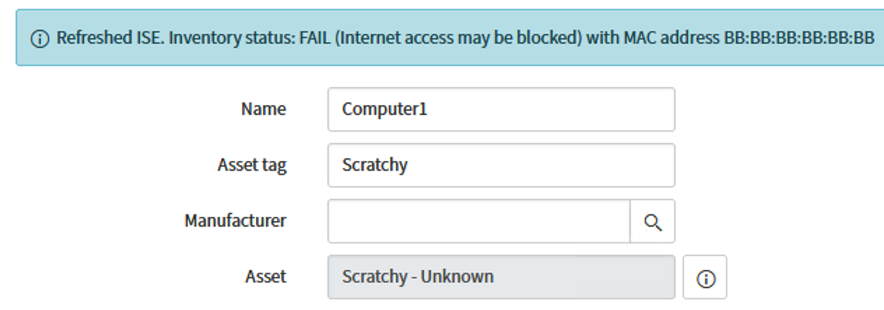 Refreshed ISE. Inventory status: FAIL (Internet access may be blocked) with MAC address BB:BB:BB:BB:BB:BB
Name Computer1
Asset tag Scratchy
Manufacturer
Asset Scratchy - Unknown